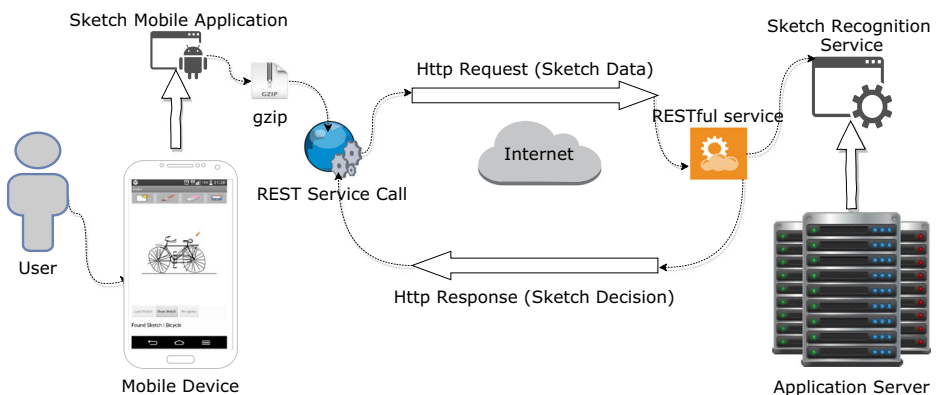 Sketch Mobile Application
GZIP
gzip
Http Request (Sketch Data)
Sketch Recognition
Service
RESTful service
Internet
REST Service Call
User
Http Response (Sketch Decision)
Found Sketch : Bicycle
Mobile Device
Application Server